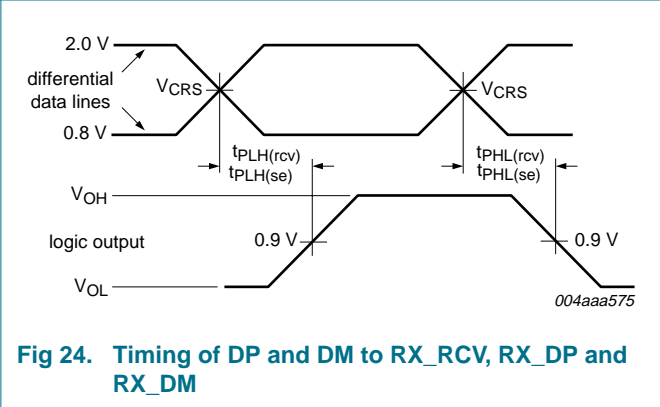 2.0 V
differential
data lines
VCRS
VCRS
0.8 V
tPLH(rcv)
tPLH(se)
tPHL(rcv)
tPHL(se)
VOH
logic output
0.9 V
0.9 V
VOL
004aaa575
Fig 24. Timing of DP and DM to RX_RCV, RX_DP and
RX_DM